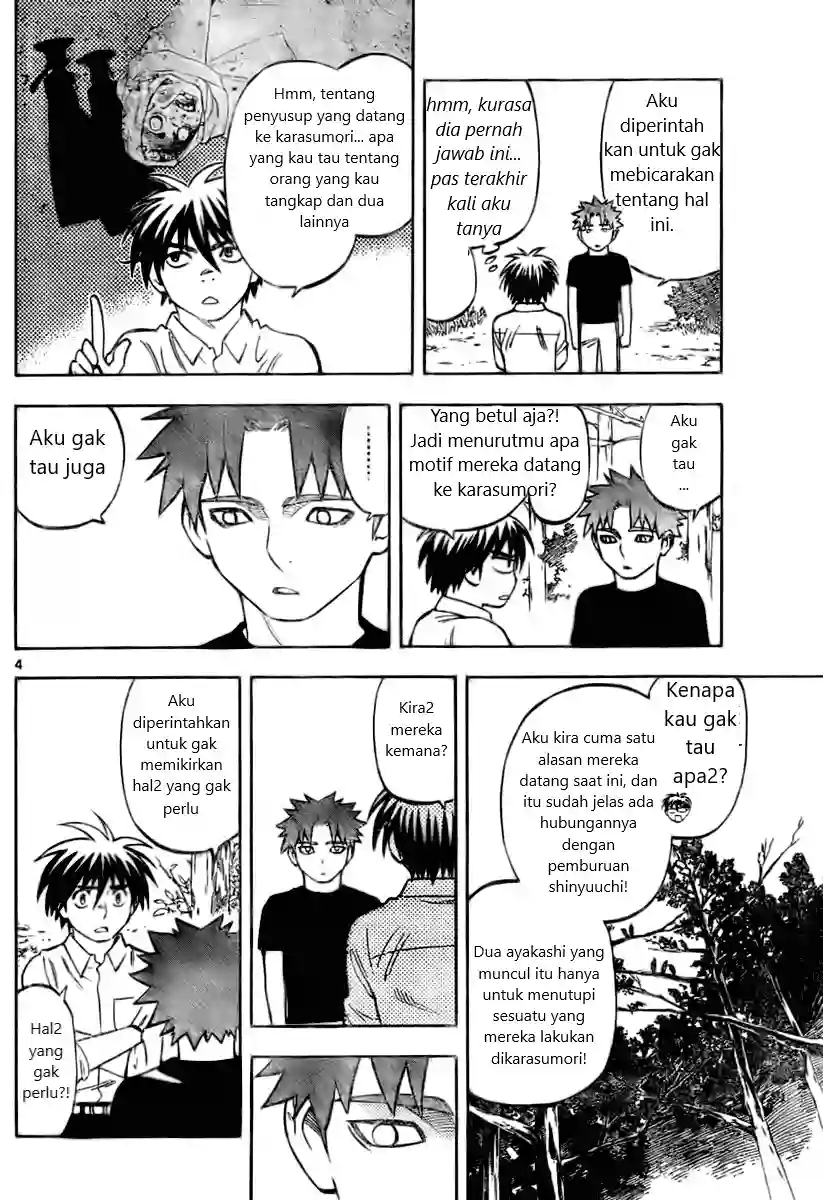 Aku
diperintah
kan untuk gak
mebicarakan
tentang hal
ini.
hmm, kurasa
dia pernah
jawab ini...
pas terakhir
kali aku
tanya
Hmm, tentang
penyusup yang datang
ke karasumori... apa
yang kau tau tentang
orang yang kau
tangkap dan dua
lainnya
Aku
gak
tau
...
Yang betul aja?!
Jadi menurutmu apa
motif mereka datang
ke karasumori?
.........
Aku gak
tau juga
4
Kenapa
kau gak
tau
apa2?
Aku kira cuma satu
alasan mereka
datang saat ini, dan
itu sudah jelas ada
hubungannya
dengan
pemburuan
shinyuuchi!
Dua ayakashi yang
muncul itu hanya
untuk menutupi
sesuatu yang
mereka lakukan
dikarasumori!
Kira2
mereka
kemana?
Aku
diperintahkan
untuk gak
memikirkan
hal2 yang gak
perlu
Hal2
yang
gak
perlu?!